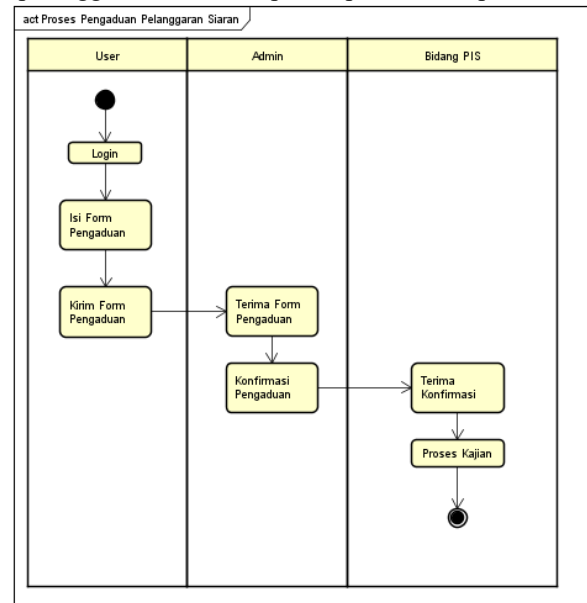 act Proses Pengaduan Pelanggaran Siaran
User
Admin
Bidang PIS
Login
Isi Form
Pengaduan
Kirim Form
Pengaduan
Terima Form
Pengaduan
Konfirmasi
Pengaduan
Terima
Konfirmasi
Proses Kajian